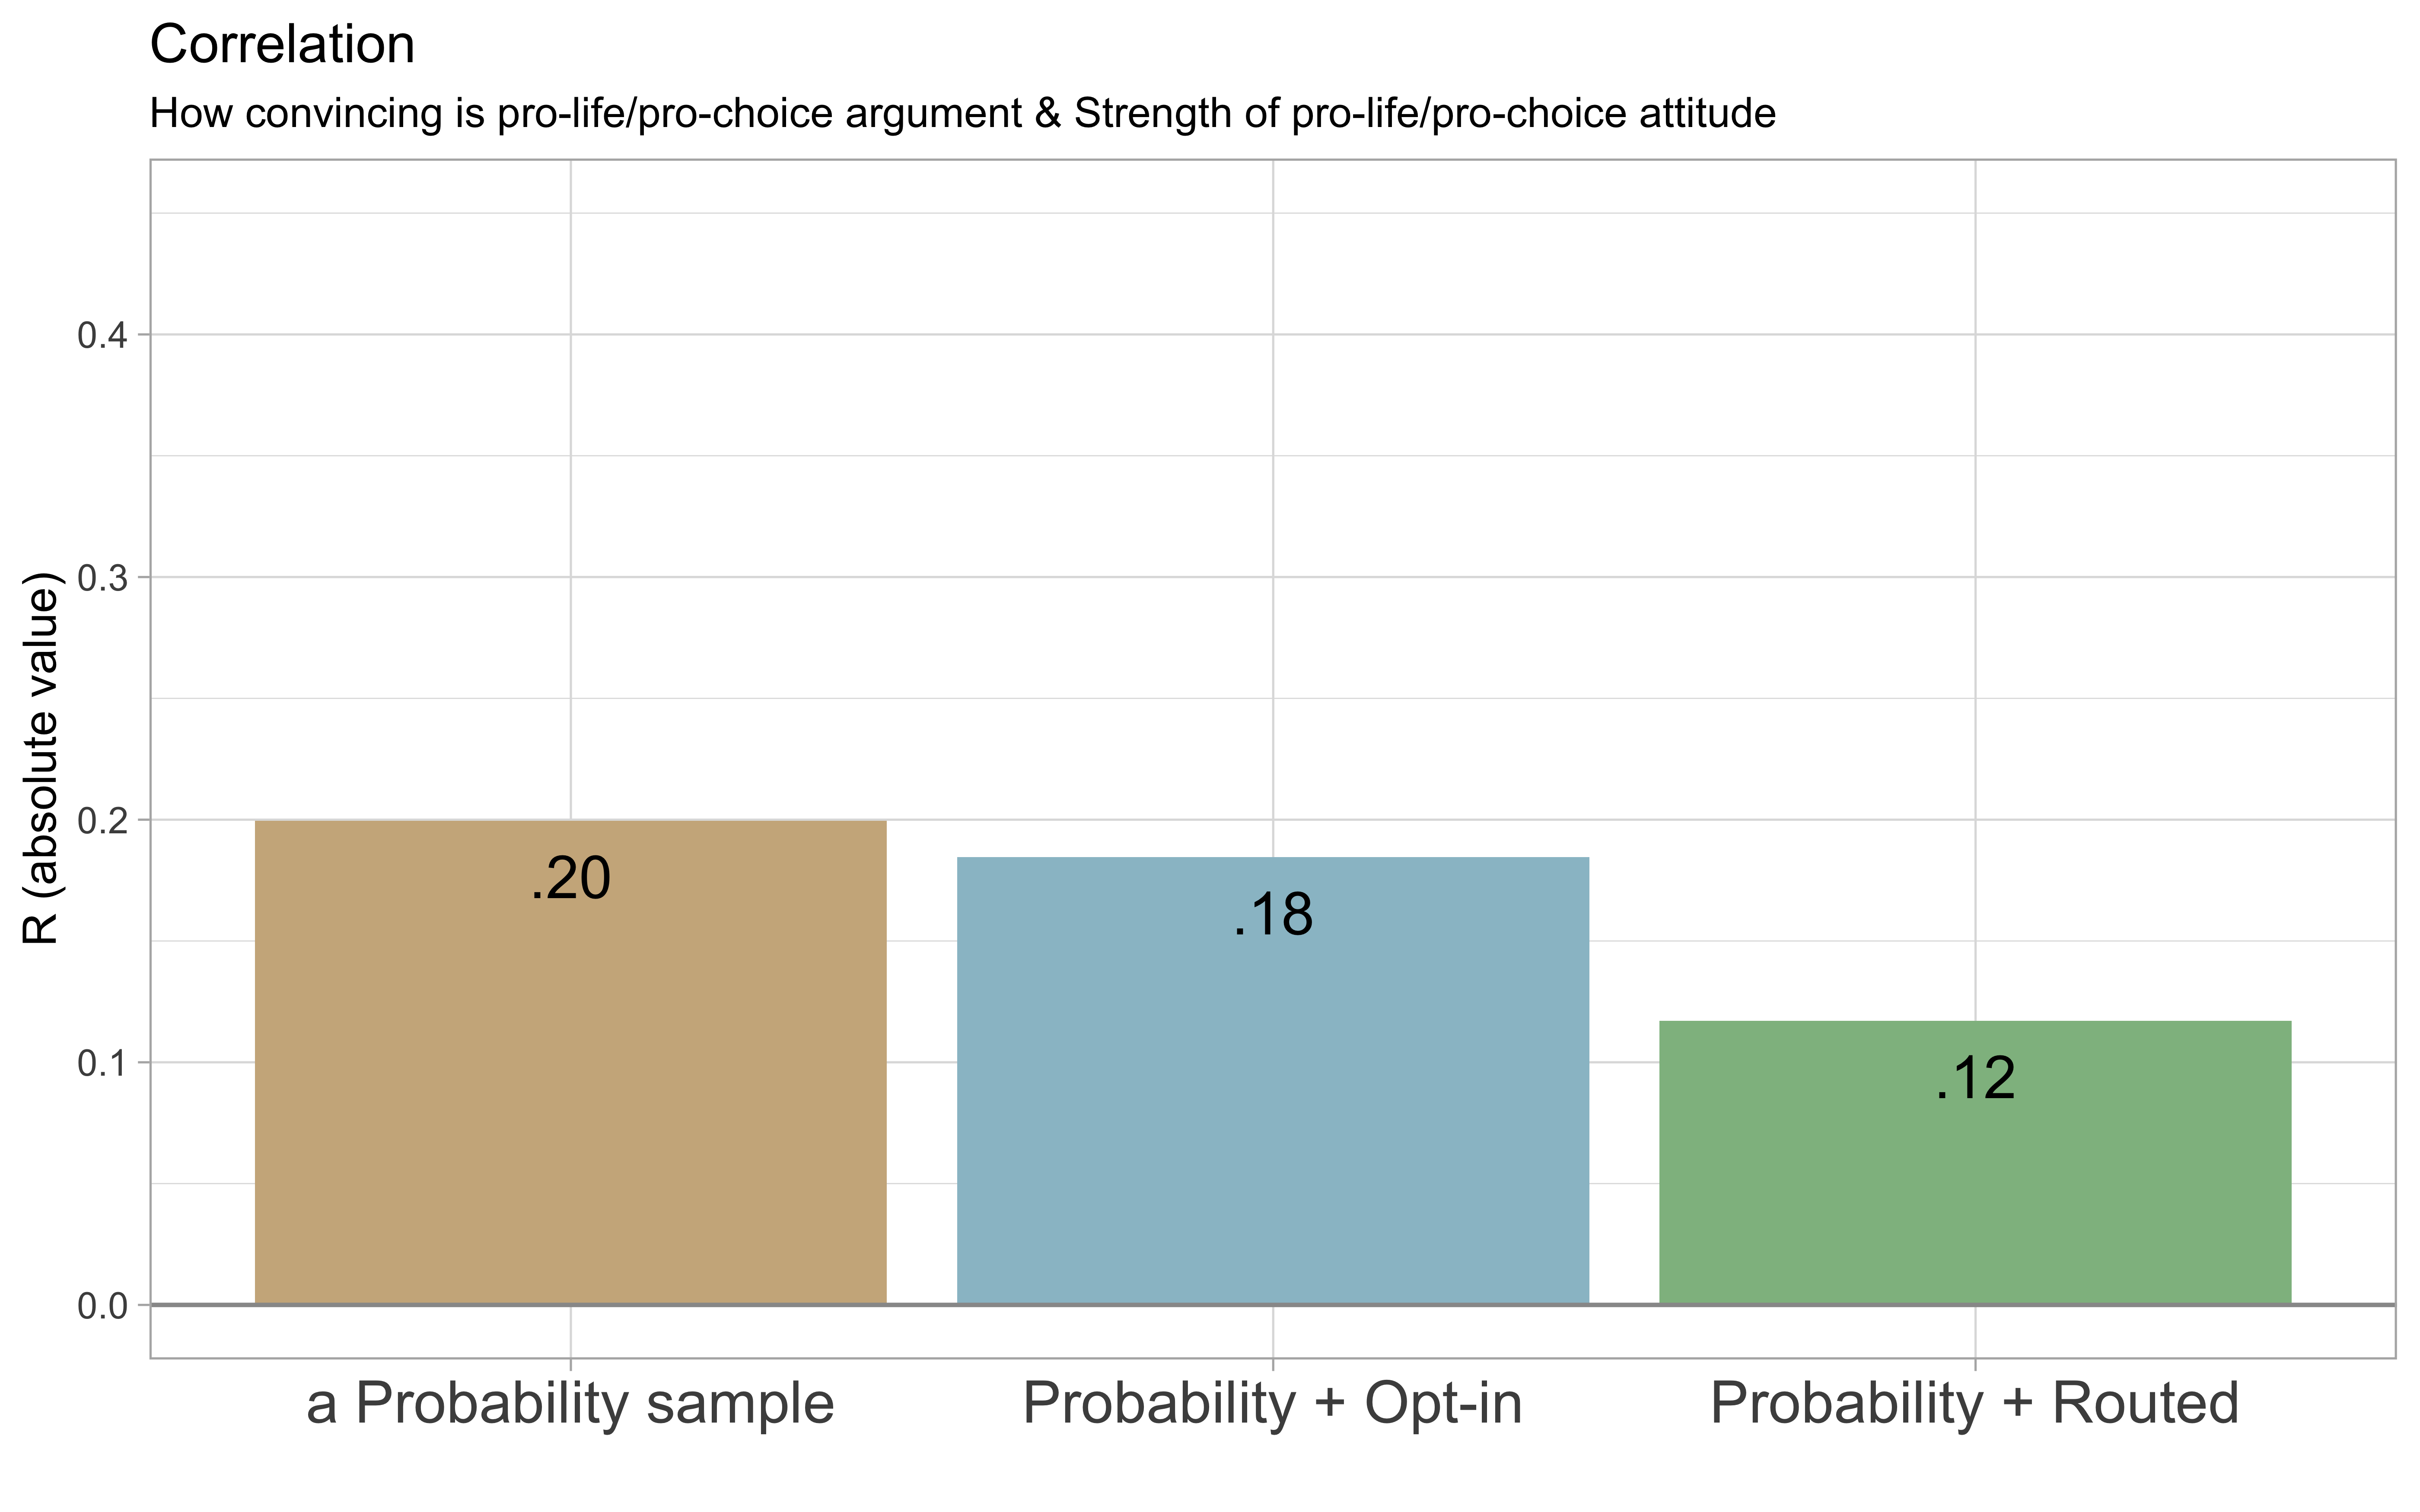 Correlation
How convincing is pro-life/pro-choice argument & Strength of pro-life/pro-choice attitude
R (absolute value)
0.4
0.3
0.2
0.1
0.0
.20
.18
.12
a Probability sample
Probability + Opt-in
Probability + Routed